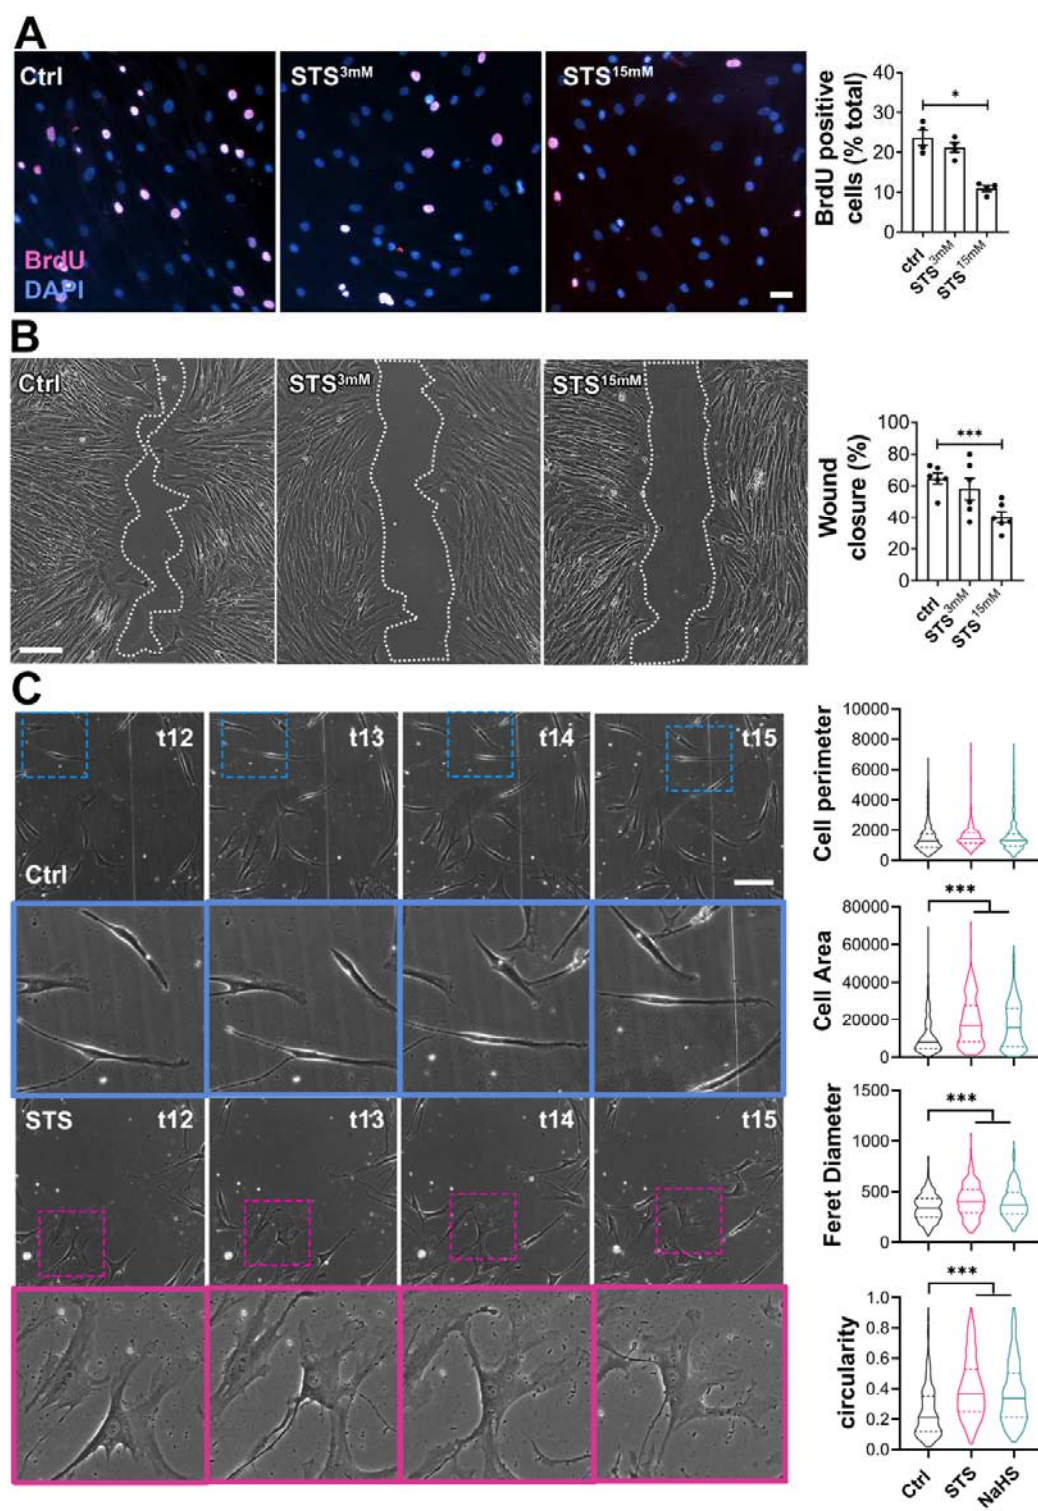 A
Ctrl
STS3mM
STS15mM
BrdU
DAPI
BrdU positive
cells (% total)
40
30
20
10
0
*
ctrl
STS3mM
STS15mM
B
Ctrl
STS3mM
STS15mM
Wound
closure (%)
100
80
60
40
20
0
***
ctrl
STS3mM
STS15mM
C
t12
t13
t14
t15
Ctrl
STS
t12
t13
t14
t15
Cell perimeter
10000
8000
6000
4000
2000
0
Cell Area
80000
60000
40000
20000
0
***
Feret Diameter
1500
1000
500
0
***
circularity
1.0
0.8
0.6
0.4
0.2
0.0
***
Ctrl
STS
NaHS